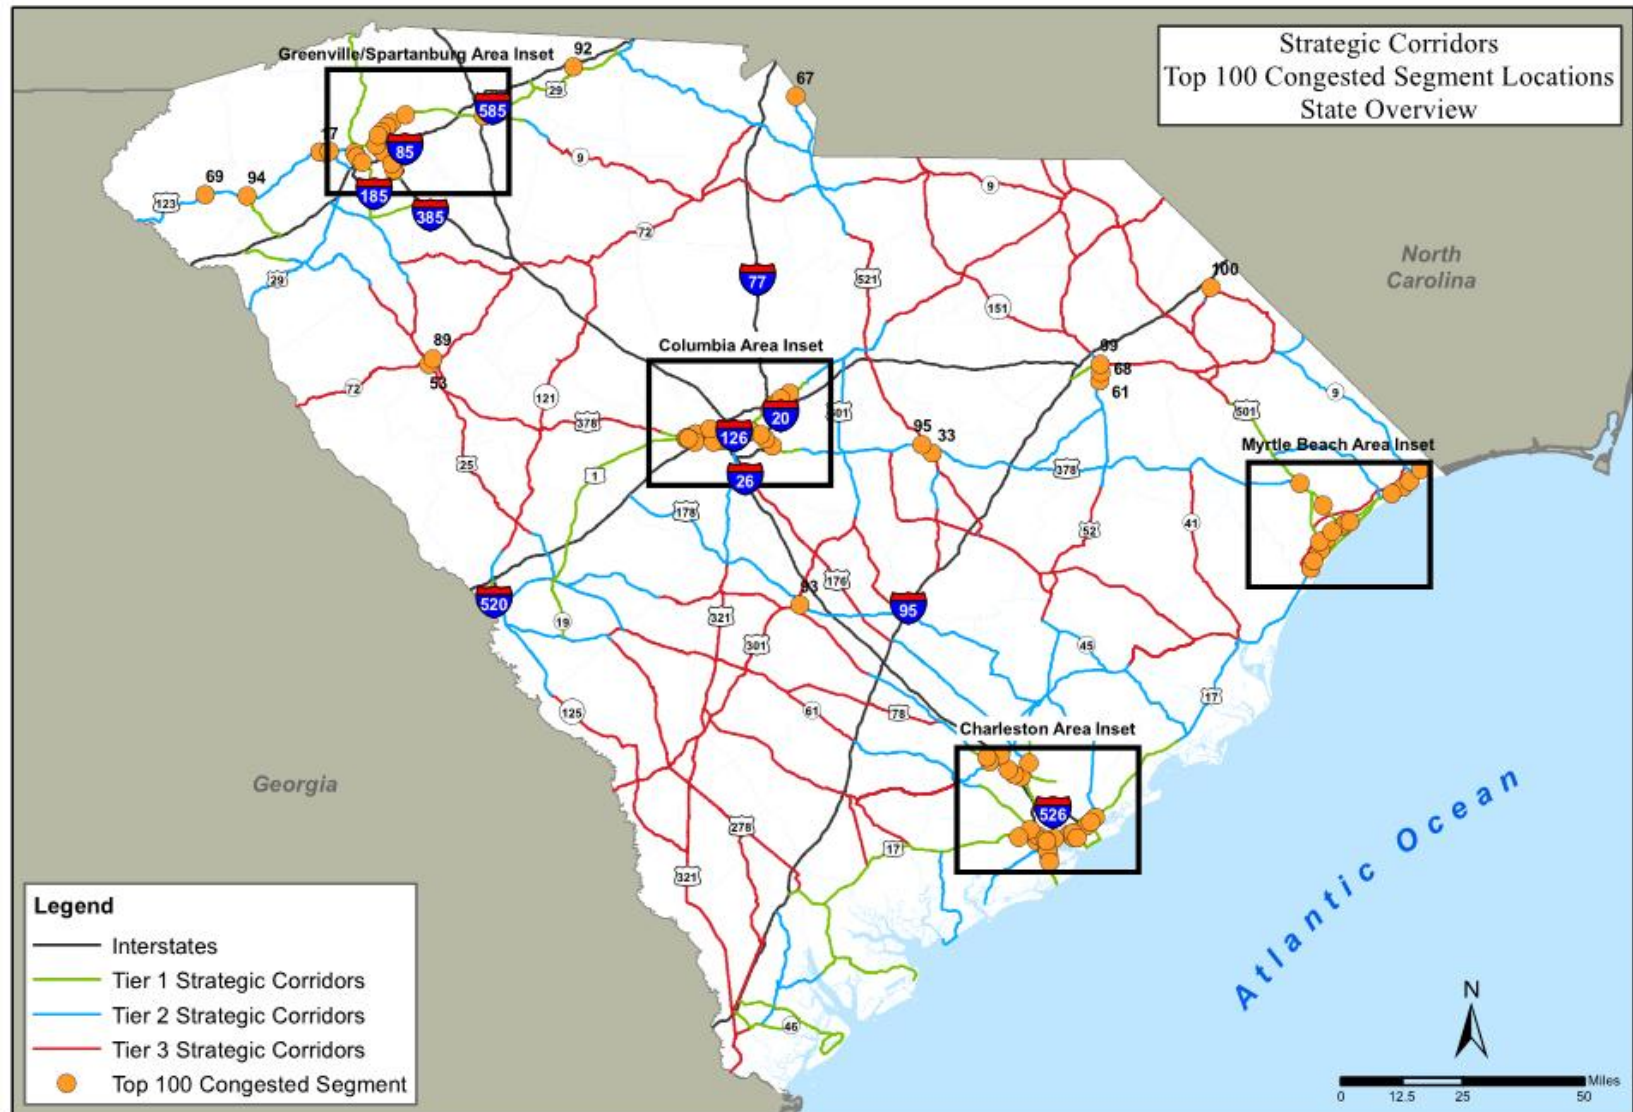 Strategic Corridors
Top 100 Congested Segment Locations
State Overview
Greenville/Spartanburg Area Inset
92
67
29
585
85
9
69
94
123
185
385
9
72
North
Carolina
29
77
521
100
151
Columbia Area Inset
89
99
53
68
61
72
121
9
20
501
378
126
95
33
Myrtle Beach Area Inset
25
378
1
26
178
41
52
176
93
520
95
19
321
301
45
17
125
61
78
Charleston Area Inset
Georgia
526
278
17
321
Atlantic Ocean
46
Legend
Interstates
Tier 1 Strategic Corridors
Tier 2 Strategic Corridors
Tier 3 Strategic Corridors
Top 100 Congested Segment
N
Miles
0 12.5 25 50